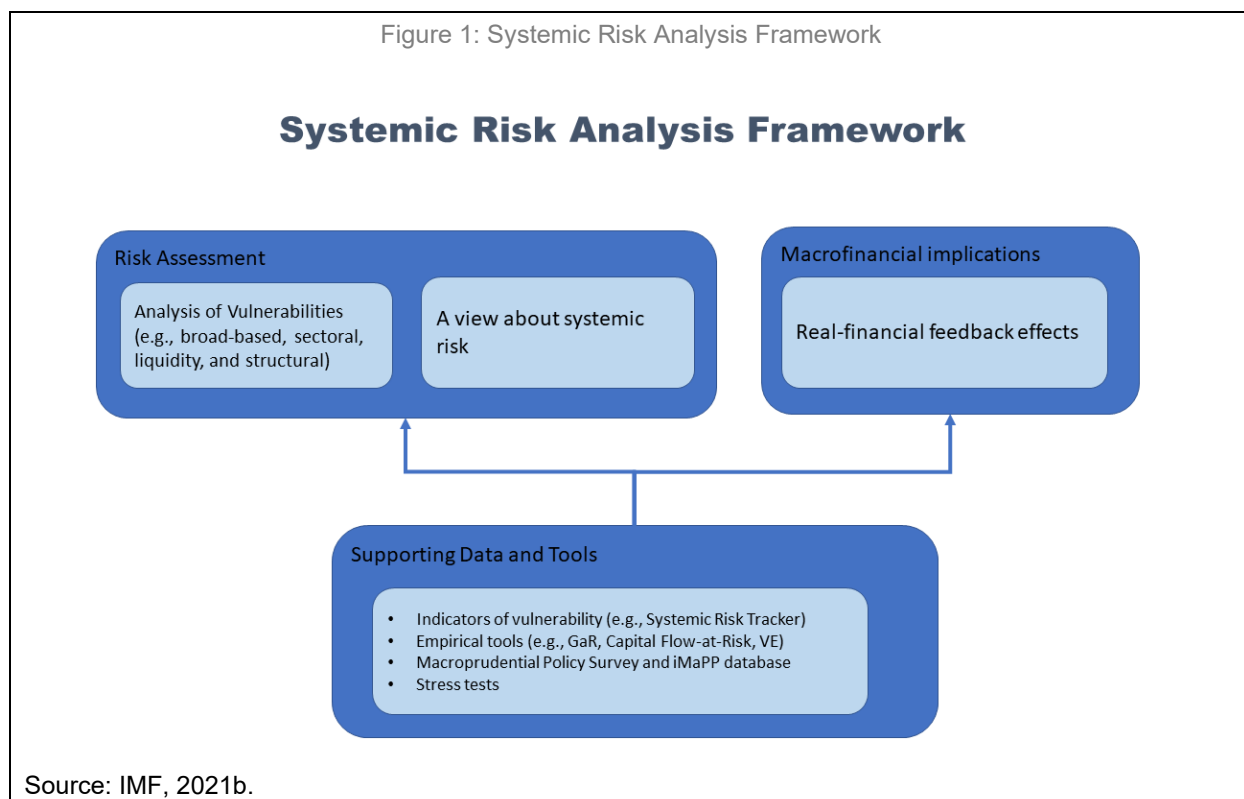 Figure 1: Systemic Risk Analysis Framework
Systemic Risk Analysis Framework
Risk Assessment
Analysis of Vulnerabilities
(e.g., broad-based, sectoral,
liquidity, and structural)
A view about systemic
risk
Macrofinancial implications
Real-financial feedback effects
Supporting Data and Tools
• Indicators of vulnerability (e.g., Systemic Risk Tracker)
• Empirical tools (e.g., GaR, Capital Flow-at-Risk, VE)
• Macroprudential Policy Survey and iMaPP database
• Stress tests
Source: IMF, 2021b.